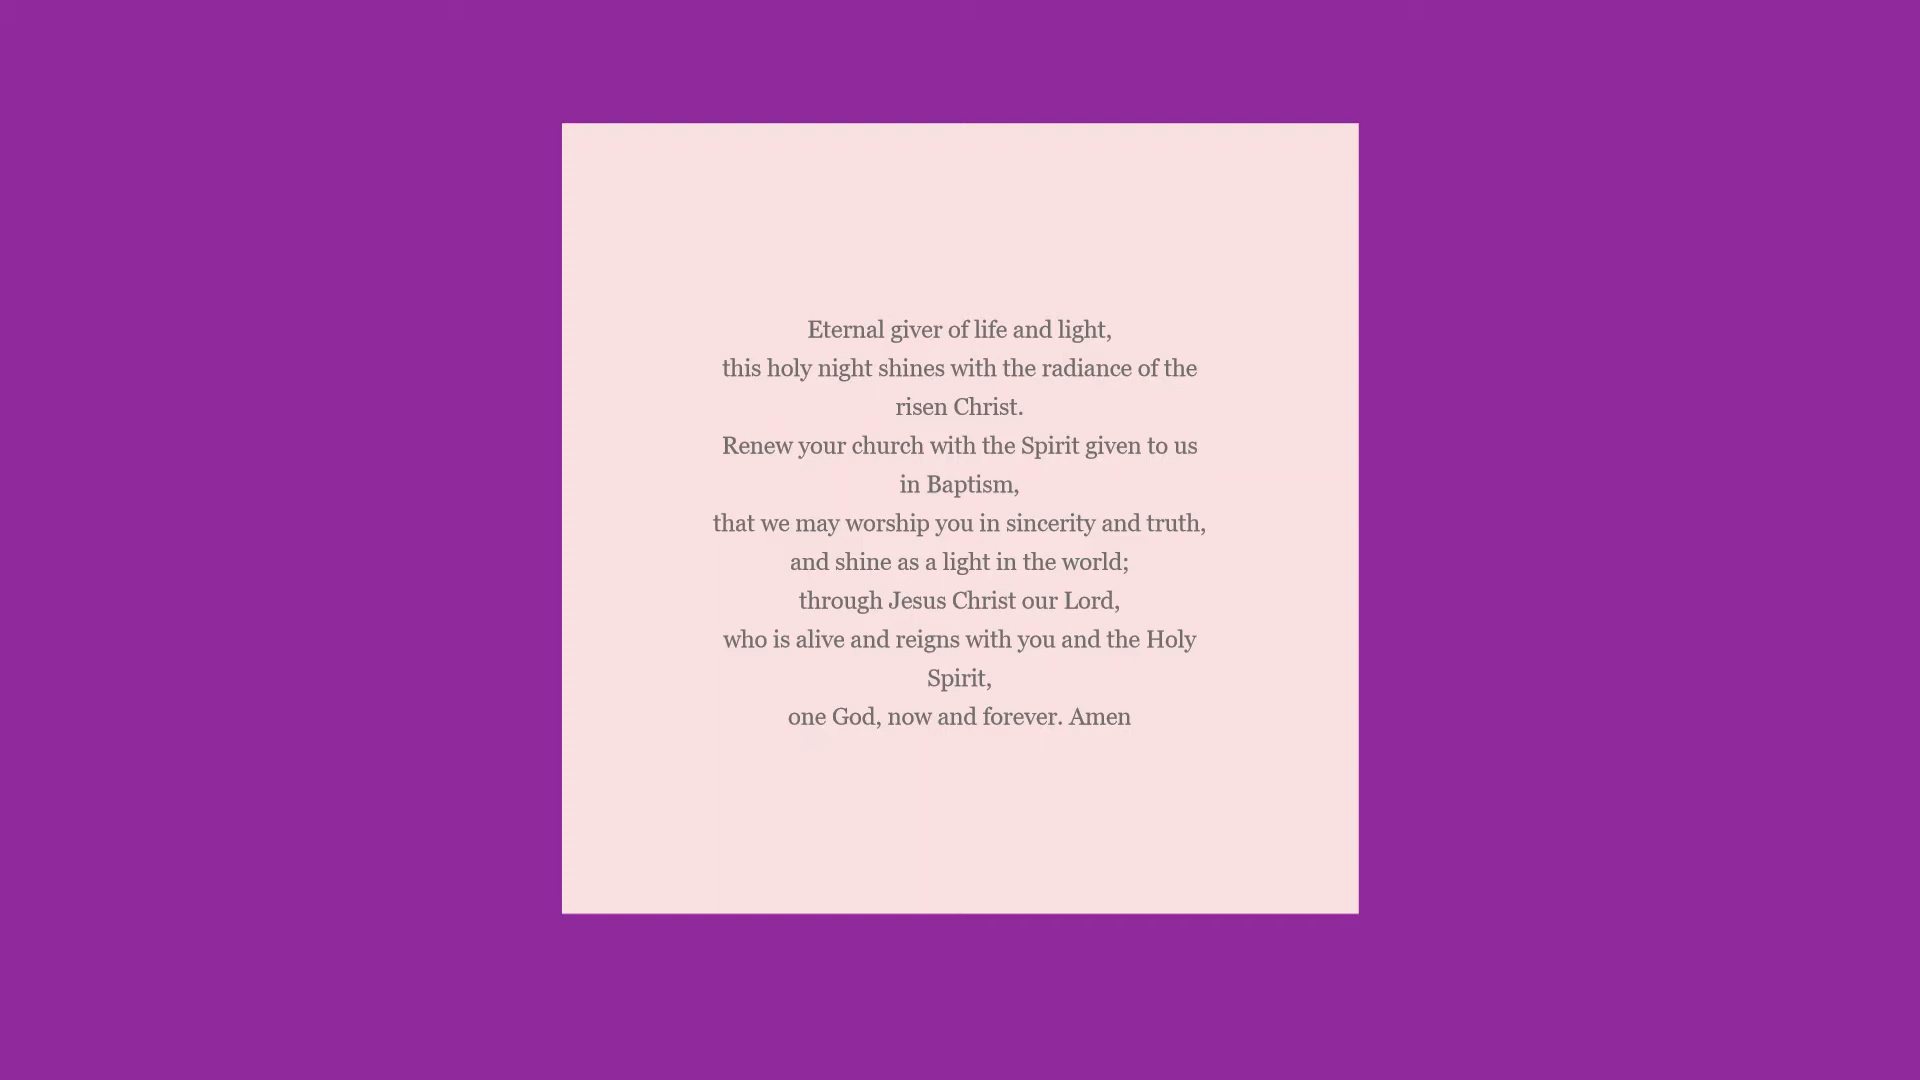 Eternal giver of life and light,
this holy night shines with the radiance of the
risen Christ.
Renew your church with the Spirit given to us
in Baptism,
that we may worship you in sincerity and truth,
and shine as a light in the world;
through Jesus Christ our Lord,
who is alive and reigns with you and the Holy
Spirit,
one God, now and forever. Amen